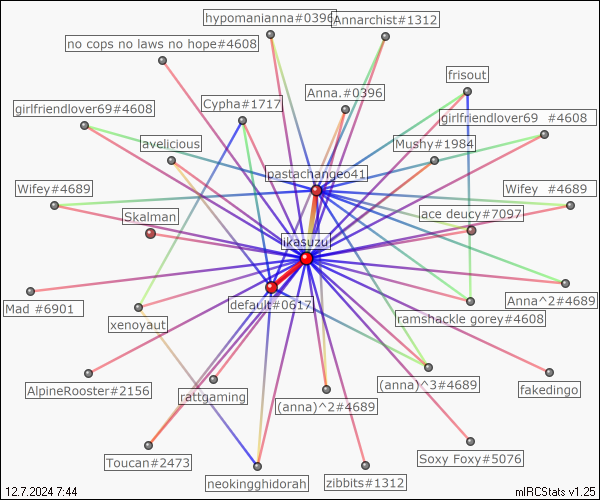 hypomanianna#0396
Annarchist#1312
no cops no laws no hope#4608
frisout
Anna.#0396
Cypha#1717
girlfriendlover69#4608
girlfriendlover69   #4608
avelicious
Mushy#1984
pastachangeo41
Wifey#4689
Wifey   #4689
Skalman
ace deucy#7097
ikasuzu
Mad #6901
default#0617
Anna^2#4689
xenoyaut
ramshackle gorey#4608
AlpineRooster#2156
rattgaming
(anna)^3#4689
fakedingo
(anna)^2#4689
Toucan#2473
Soxy Foxy#5076
neokingghidorah
zibbits#1312
12.7.2024 7:44
mIRCStats v1.25